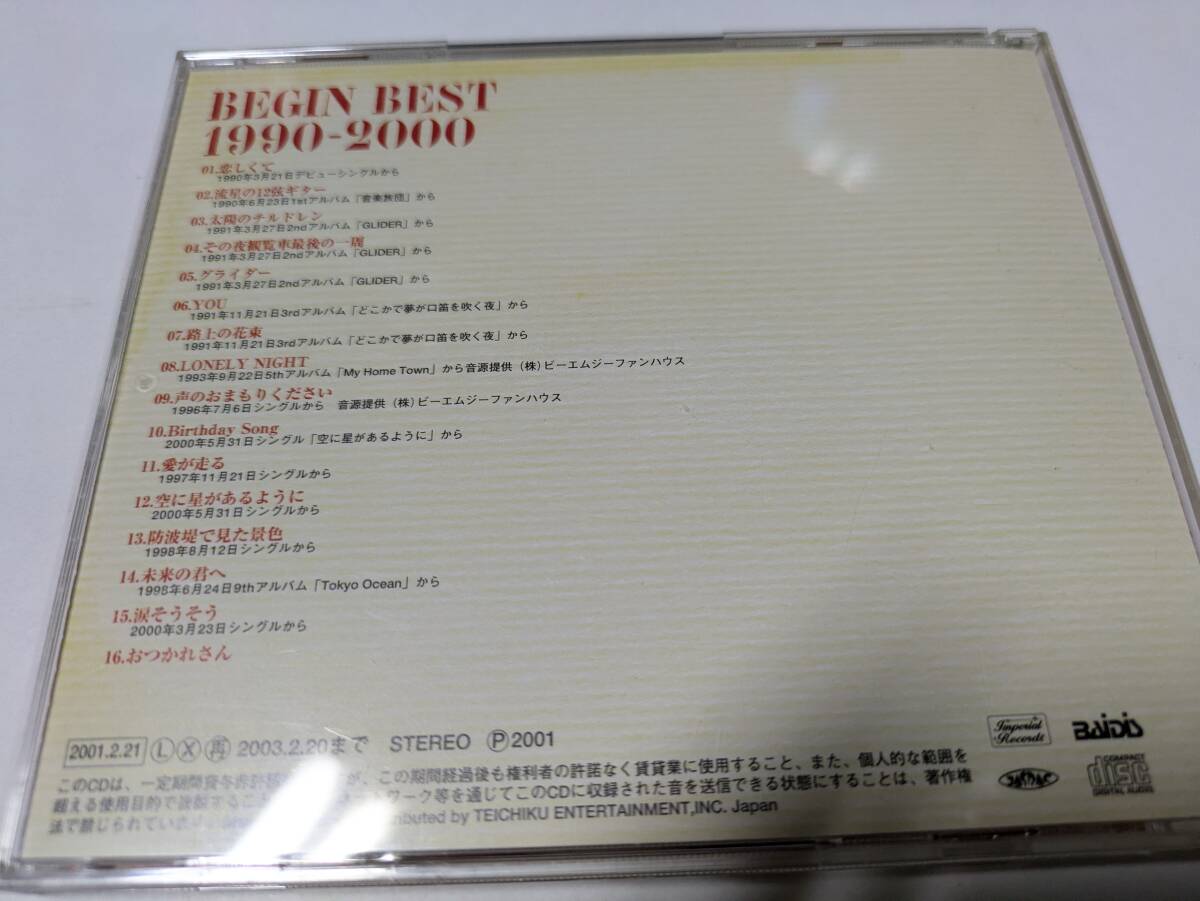 BEGIN BEST
1990-2000
01.恋しくて
1990年3月21日デビューシングルから
02.流星の12弦ギター
1990年6月23日1stアルバム「音楽旅団」から
03.太陽のチルドレン
1991年3月27日2ndアルバム「GLIDER」から
04.その夜観覧車最後の一周
1991年3月27日2ndアルバム「GLIDER」から
05.グライダー
1991年3月27日2ndアルバム「GLIDER」から
06.YOU
1991年11月21日3rdアルバム「どこかで夢が口笛を吹く夜」から
07.路上の花束
1991年11月21日3rdアルバム「どこかで夢が口笛を吹く夜」から
08.LONELY NIGHT
1993年9月22日5thアルバム「My Home Town」から音源提供(株)ビーエムジーファンハウス
09.声のおまもりください
1996年7月6日シングルから 音源提供(株)ビーエムジーファンハウス
10.Birthday Song
2000年5月31日シングル「空に星があるように」から
11.愛が走る
1997年11月21日シングルから
12.空に星があるように
2000年5月31日シングルから
13.防波堤で見た景色
1998年8月12日シングルから
14.未来の君へ
1998年6月24日9thアルバム「Tokyo Ocean」から
15.涙そうそう
2000年3月23日シングルから
16.おつかれさん
Imperial Records
BAIDIS
2001.2.21 Ⓛ Ⓧ ㊢ 2003.2.20まで STEREO Ⓟ2001
このCDは、一定期間貸与 が、この期間経過後も権利者の許諾なく賃貸業に使用すること、また、個人的な範囲を
超える使用目的で複製すること ワーク等を通じてこのCDに収録された音を送信できる状態にすることは、著作権
法で禁じられていま tributed by TEICHIKU ENTERTAINMENT,INC. Japan
JASRAC
COMPACT
disc
DIGITAL AUDIO